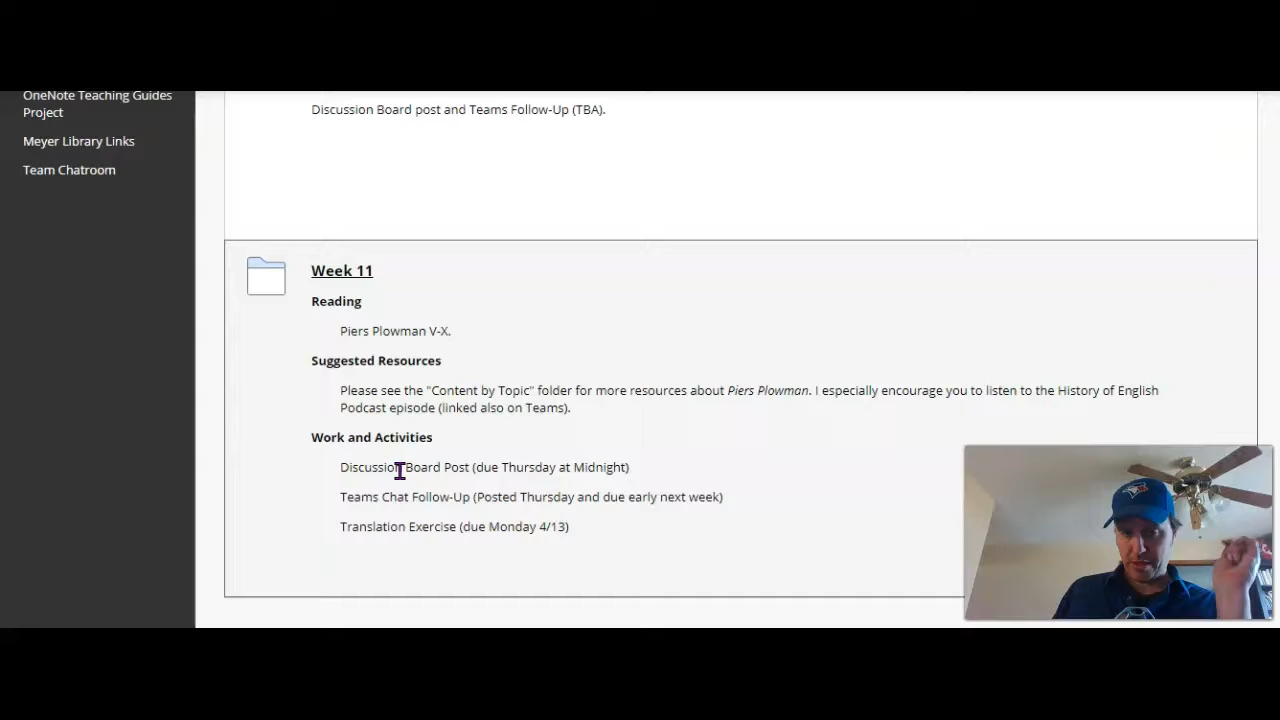 OneNote Teaching Guides
Project
Meyer Library Links
Team Chatroom
Discussion Board post and Teams Follow-Up (TBA).
Week 11
Reading
Piers Plowman V-X.
Suggested Resources
Please see the "Content by Topic" folder for more resources about Piers Plowman. I especially encourage you to listen to the History of English
Podcast episode (linked also on Teams).
Work and Activities
Discussion Board Post (due Thursday at Midnight)
Teams Chat Follow-Up (Posted Thursday and due early next week)
Translation Exercise (due Monday 4/13)